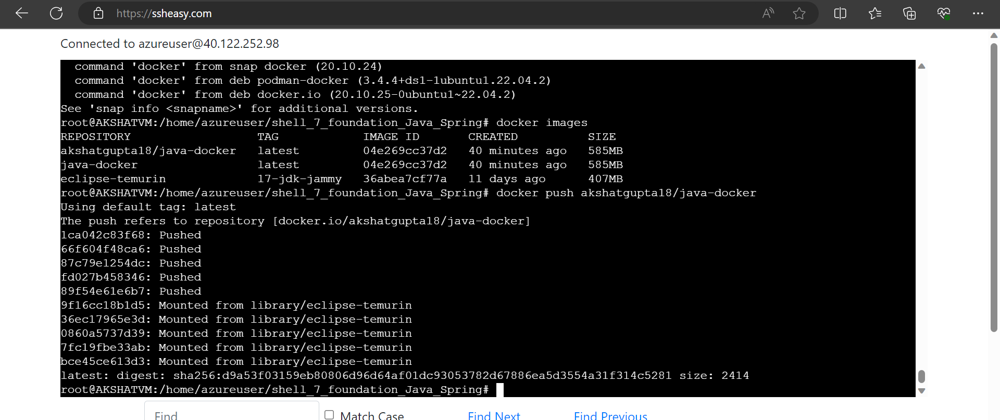 https://ssheasy.com
Connected to azureuser@40.122.252.98
command 'docker' from snap docker (20.10.24)
command 'docker' from deb podman-docker (3.4.4+ds1-1ubuntu1.22.04.2)
command 'docker' from deb docker.io (20.10.25-0ubuntu1~22.04.2)
See 'snap info <snapname>' for additional versions.
root@AKSHATVM:/home/azureuser/shell_7_foundation_Java_Spring# docker images
REPOSITORY TAG IMAGE ID CREATED SIZE
akshatgupta18/java-docker latest 04e269cc37d2 40 minutes ago 585MB
java-docker latest 04e269cc37d2 40 minutes ago 585MB
eclipse-temurin 17-jdk-jammy 36abea7cf77a 11 days ago 407MB
root@AKSHATVM:/home/azureuser/shell_7_foundation_Java_Spring# docker push akshatgupta18/java-docker
Using default tag: latest
The push refers to repository [docker.io/akshatgupta18/java-docker]
1ca042c83f68: Pushed
66f604f48ca6: Pushed
87c79e1254dc: Pushed
fd027b458346: Pushed
89f54e61e6b7: Pushed
9f16cc18b1d5: Mounted from library/eclipse-temurin
36ec17965e3d: Mounted from library/eclipse-temurin
0860a5737d39: Mounted from library/eclipse-temurin
7fc19fbe33ab: Mounted from library/eclipse-temurin
bce45ce613d3: Mounted from library/eclipse-temurin
latest: digest: sha256:d9a53f03159eb80806d96d64af01dc93053782d67886ea5d3554a31f314c5281 size: 2414
root@AKSHATVM:/home/azureuser/shell_7_foundation_Java_Spring#
Find Match Case Find Next Find Previous